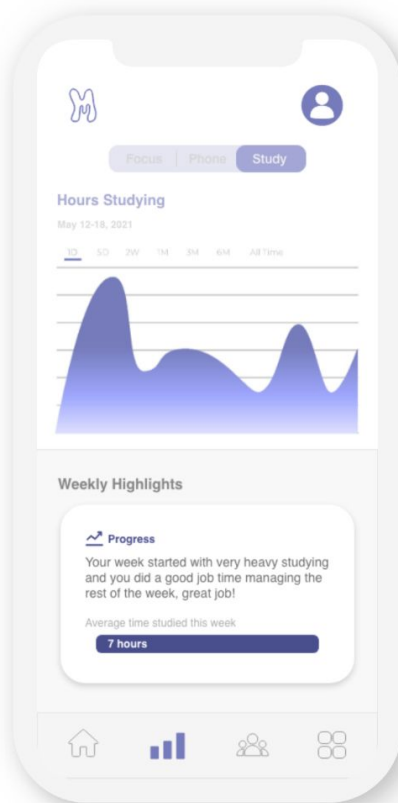 Focus | Phone Study
Hours Studying
May 12-18, 2021
1D 5D 2W 1M 3M 6M All Time
Weekly Highlights
Progress
Your week started with very heavy studying
and you did a good job time managing the
rest of the week, great job!
Average time studied this week
7 hours